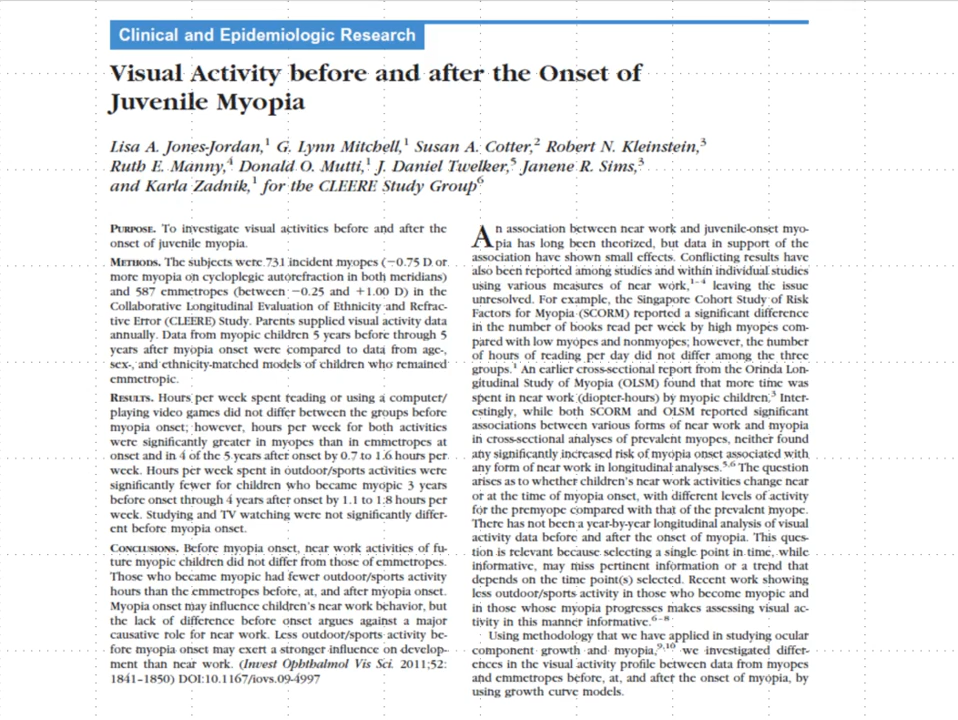 Clinical and Epidemiologic Research
Visual Activity before and after the Onset of
Juvenile Myopia
Lisa A. Jones-Jordan,1 G. Lynn Mitchell,1 Susan A. Cotter,2 Robert N. Kleinstein,3
Ruth E. Manny,4 Donald O. Mutti,1 J. Daniel Twelker,5 Janene R. Sims,3
and Karla Zadnik,1 for the CLEERE Study Group6
PURPOSE. To investigate visual activities before and after the
onset of juvenile myopia.
METHODS. The subjects were 731 incident myopes (−0.75 D or
more myopia on cycloplegic autorefraction in both meridians)
and 587 emmetropes (between −0.25 and +1.00 D) in the
Collaborative Longitudinal Evaluation of Ethnicity and Refrac-
tive Error (CLEERE) Study. Parents supplied visual activity data
annually. Data from myopic children 5 years before through 5
years after myopia onset were compared to data from age-,
sex-, and ethnicity-matched models of children who remained
emmetropic.
RESULTS. Hours per week spent reading or using a computer/
playing video games did not differ between the groups before
myopia onset; however, hours per week for both activities
were significantly greater in myopes than in emmetropes at
onset and in 4 of the 5 years after onset by 0.7 to 1.6 hours per
week. Hours per week spent in outdoor/sports activities were
significantly fewer for children who became myopic 3 years
before onset through 4 years after onset by 1.1 to 1.8 hours per
week. Studying and TV watching were not significantly differ-
ent before myopia onset.
CONCLUSIONS. Before myopia onset, near work activities of fu-
ture myopic children did not differ from those of emmetropes.
Those who became myopic had fewer outdoor/sports activity
hours than the emmetropes before, at, and after myopia onset.
Myopia onset may influence children's near work behavior, but
the lack of difference before onset argues against a major
causative role for near work. Less outdoor/sports activity be-
fore myopia onset may exert a stronger influence on develop-
ment than near work. (Invest Ophthalmol Vis Sci. 2011;52:
1841–1850) DOI:10.1167/iovs.09-4997
An association between near work and juvenile-onset myo-
pia has long been theorized, but data in support of the
association have shown small effects. Conflicting results have
also been reported among studies and within individual studies
using various measures of near work,1–4 leaving the issue
unresolved. For example, the Singapore Cohort Study of Risk
Factors for Myopia (SCORM) reported a significant difference
in the number of books read per week by high myopes com-
pared with low myopes and nonmyopes; however, the number
of hours of reading per day did not differ among the three
groups.1 An earlier cross-sectional report from the Orinda Lon-
gitudinal Study of Myopia (OLSM) found that more time was
spent in near work (diopter-hours) by myopic children.3 Inter-
estingly, while both SCORM and OLSM reported significant
associations between various forms of near work and myopia
in cross-sectional analyses of prevalent myopes, neither found
any significantly increased risk of myopia onset associated with
any form of near work in longitudinal analyses.5,6 The question
arises as to whether children's near work activities change near
or at the time of myopia onset, with different levels of activity
for the premyope compared with that of the prevalent myope.
There has not been a year-by-year longitudinal analysis of visual
activity data before and after the onset of myopia. This ques-
tion is relevant because selecting a single point in time, while
informative, may miss pertinent information or a trend that
depends on the time point(s) selected. Recent work showing
less outdoor/sports activity in those who become myopic and
in those whose myopia progresses makes assessing visual ac-
tivity in this manner informative.6–8
Using methodology that we have applied in studying ocular
component growth and myopia,9,10 we investigated differ-
ences in the visual activity profile between data from myopes
and emmetropes before, at, and after the onset of myopia, by
using growth curve models.